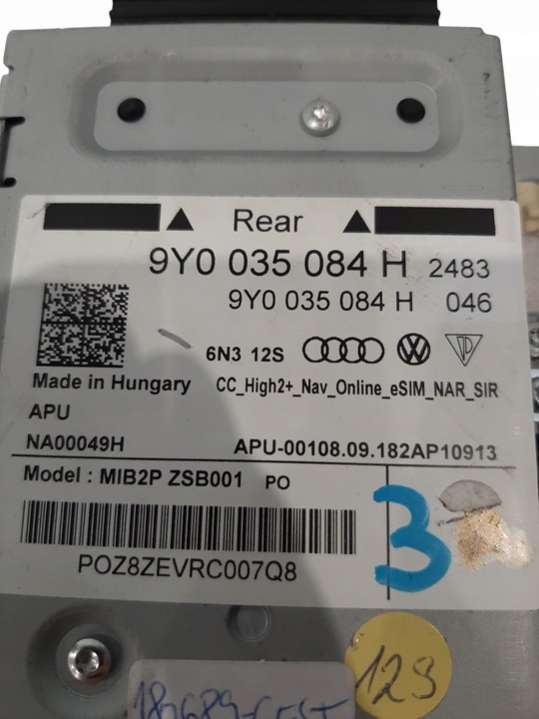 Rear
9Y0 035 084 H 2483
9Y0 035 084 H 046
6N3 12S
Made in Hungary CC_High2+_Nav_Online_eSIM_NAR_SIR
APU
NA00049H APU-00108.09.182AP10913
Model : MIB2P ZSB001 PO
3
POZ8ZEVRC007Q8
129